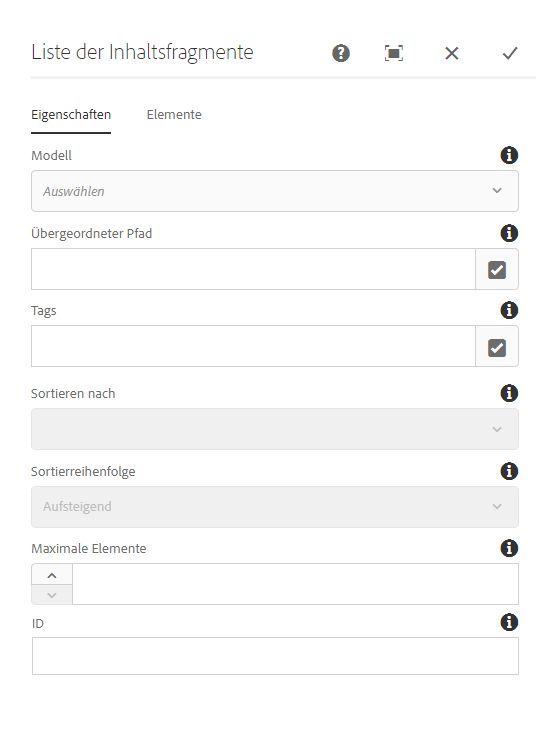 Liste der Inhaltsfragmente
Eigenschaften Elemente
Modell
Auswählen
Übergeordneter Pfad
Tags
Sortieren nach
Sortierreihenfolge
Aufsteigend
Maximale Elemente
ID